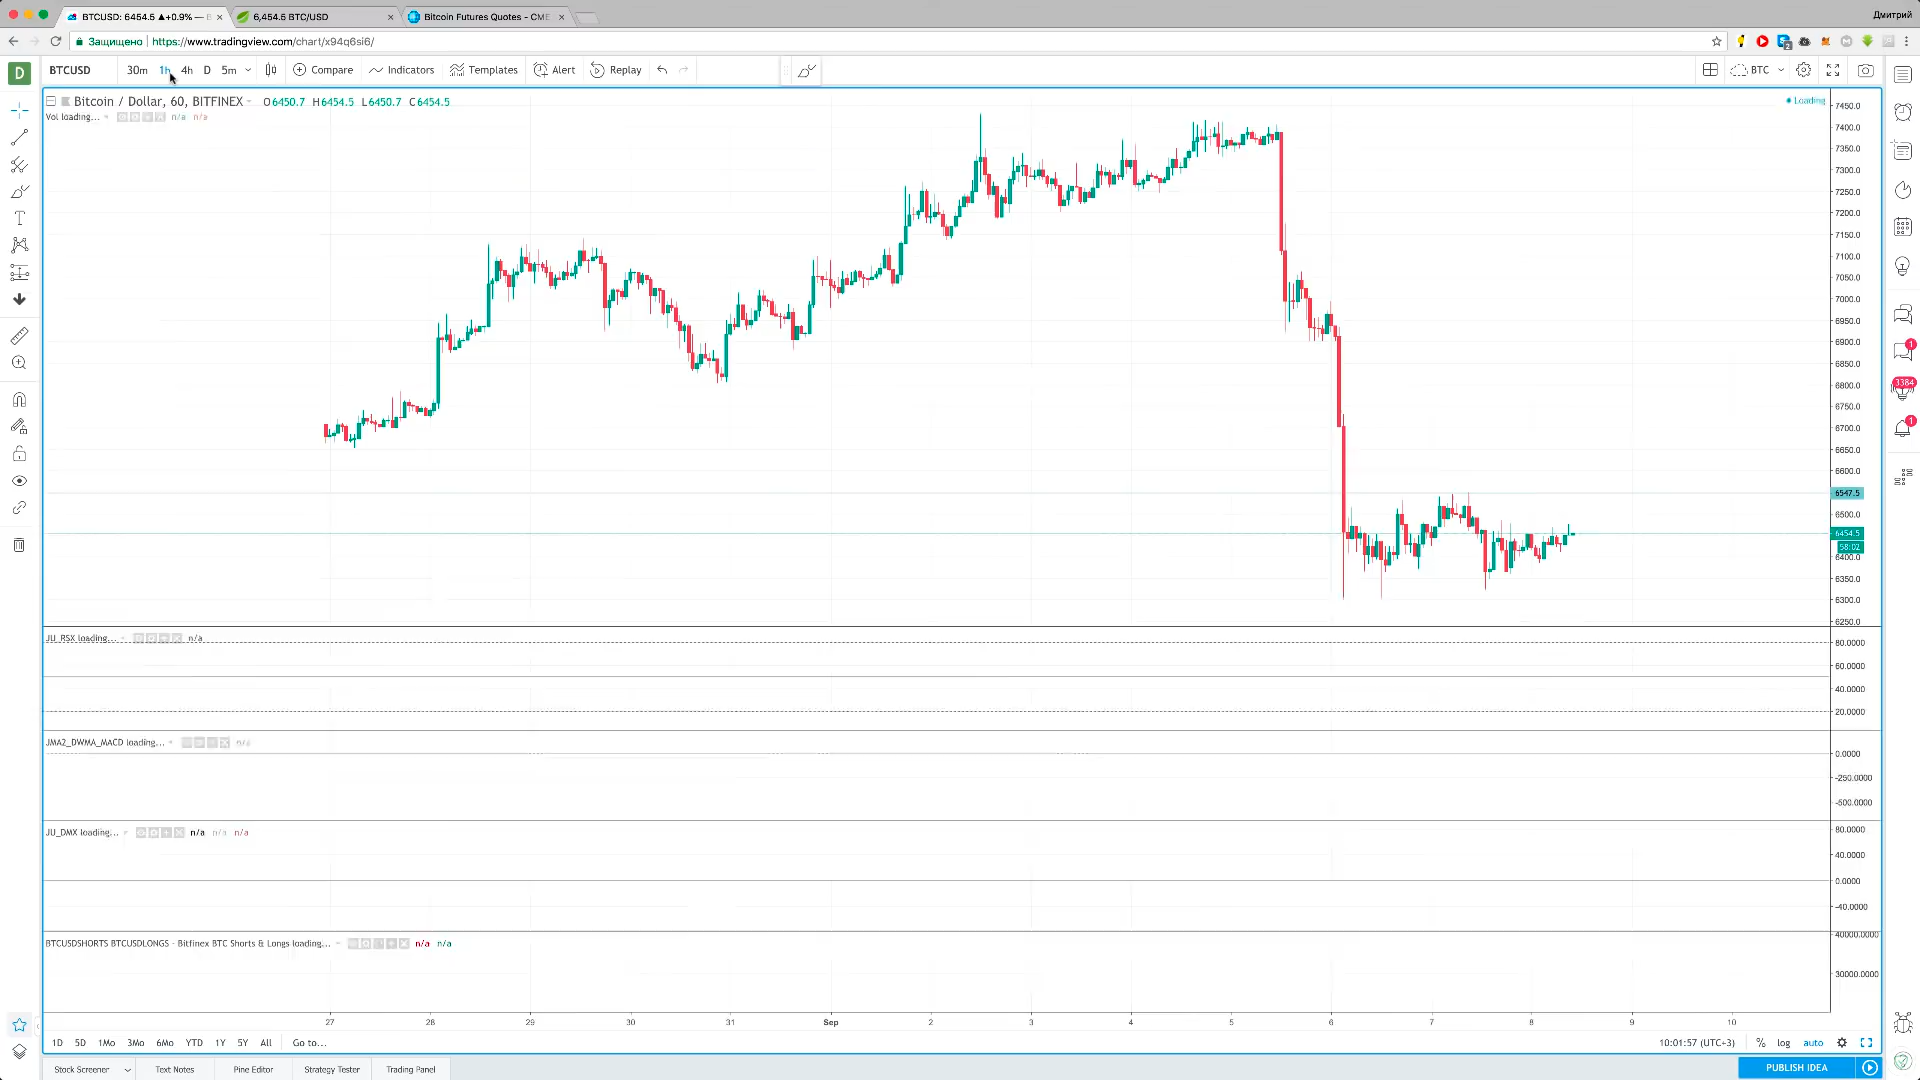 BTCUSD: 6454.5 ▲+0.9% — B
6,454.5 BTC/USD
Bitcoin Futures Quotes - CME
Дмитрий
Защищено | https://www.tradingview.com/chart/x94q6si6/
D
BTCUSD 30m 1h 4h D 5m Compare Indicators Templates Alert Replay BTC
Bitcoin / Dollar, 60, BITFINEX O6450.7 H6454.5 L6450.7 C6454.5
Loading
Vol loading... n/a n/a
7450.0
7400.0
7350.0
7300.0
7250.0
7200.0
7150.0
7100.0
7050.0
7000.0
6950.0
6900.0
6850.0
6800.0
6750.0
6700.0
6650.0
6600.0
6547.5
6500.0
6454.5
58:02
6400.0
6350.0
6300.0
6250.0
JU_RSX loading... n/a
80.0000
60.0000
40.0000
20.0000
JMA2_DWMA_MACD loading... n/a
0.0000
-250.0000
-500.0000
JU_DMX loading... n/a n/a n/a
80.0000
40.0000
0.0000
-40.0000
BTCUSDSHORTS BTCUSDLONGS - Bitfinex BTC Shorts & Longs loading... n/a n/a
40000.0000
30000.0000
27 28 29 30 31 Sep 2 3 4 5 6 7 8 9 10
1D 5D 1Mo 3Mo 6Mo YTD 1Y 5Y All Go to...
10:01:57 (UTC+3) % log auto
Stock Screener Text Notes Pine Editor Strategy Tester Trading Panel
PUBLISH IDEA
2
1
3384
1